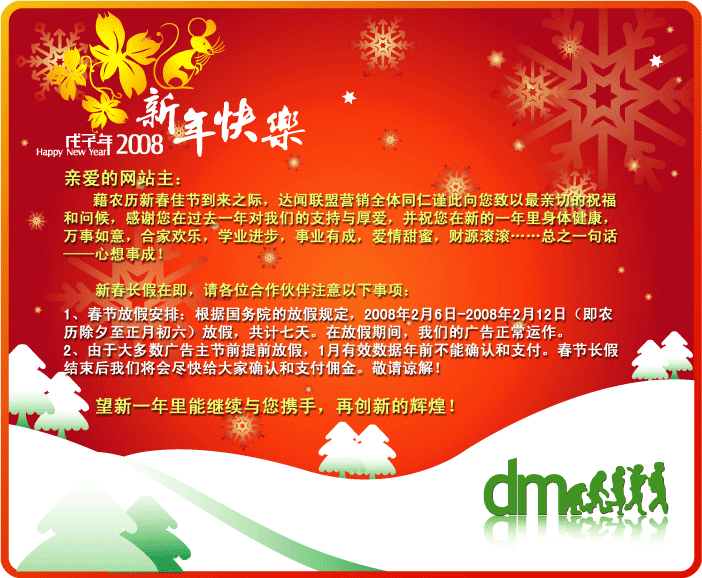 新年快樂
戊子年
Happy New Year! 2008
亲爱的网站主：
藉农历新春佳节到来之际，达闻联盟营销全体同仁谨此向您致以最亲切的祝福
和问候，感谢您在过去一年对我们的支持与厚爱，并祝您在新的一年里身体健康，
万事如意，合家欢乐，学业进步，事业有成，爱情甜蜜，财源滚滚……总之一句话
——心想事成！
新春长假在即，请各位合作伙伴注意以下事项：
1、春节放假安排：根据国务院的放假规定，2008年2月6日-2008年2月12日（即农
历除夕至正月初六）放假，共计七天。在放假期间，我们的广告正常运作。
2、由于大多数广告主节前提前放假，1月有效数据年前不能确认和支付。春节长假
结束后我们将会尽快给大家确认和支付佣金。敬请谅解！
望新一年里能继续与您携手，再创新的辉煌！
dm